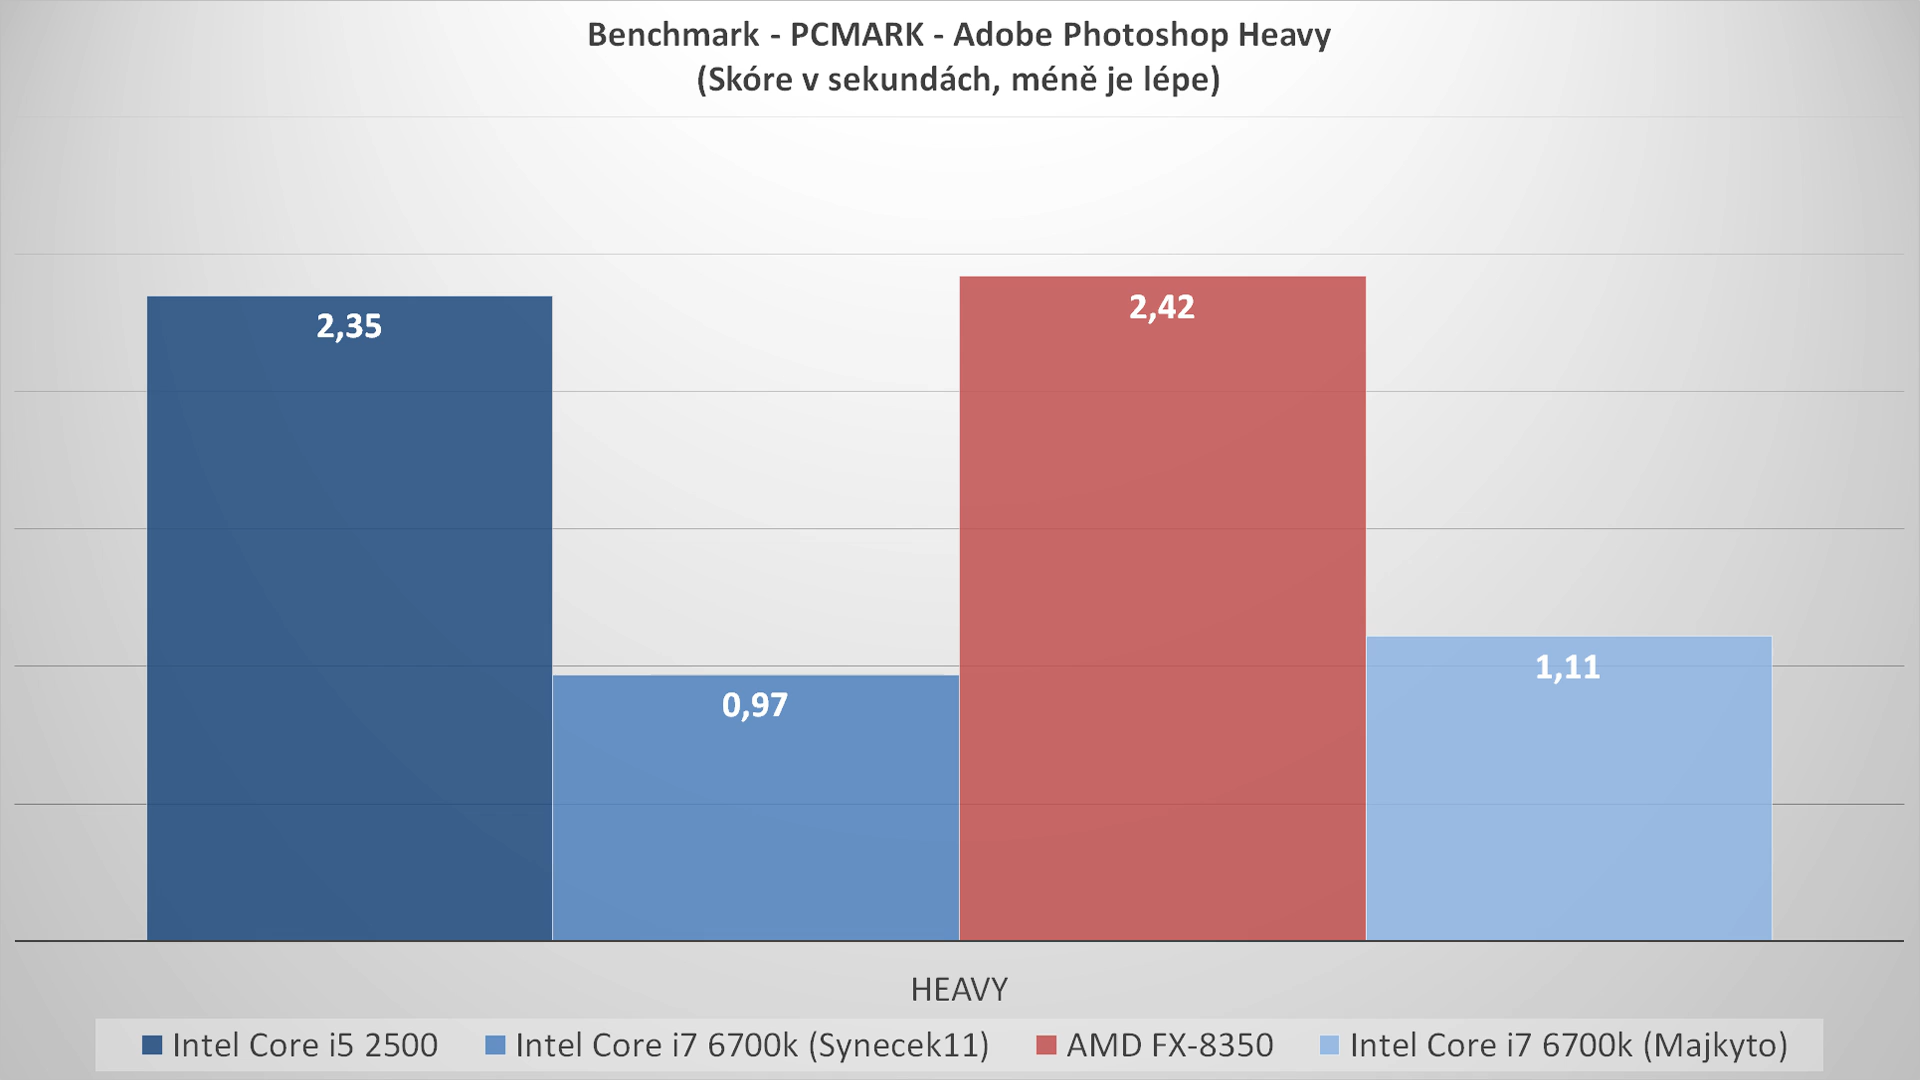 Benchmark - PCMARK - Adobe Photoshop Heavy
(Skóre v sekundách, méně je lépe)
2,35
0,97
2,42
1,11
HEAVY
Intel Core i5 2500
Intel Core i7 6700k (Synecek11)
AMD FX-8350
Intel Core i7 6700k (Majkyto)